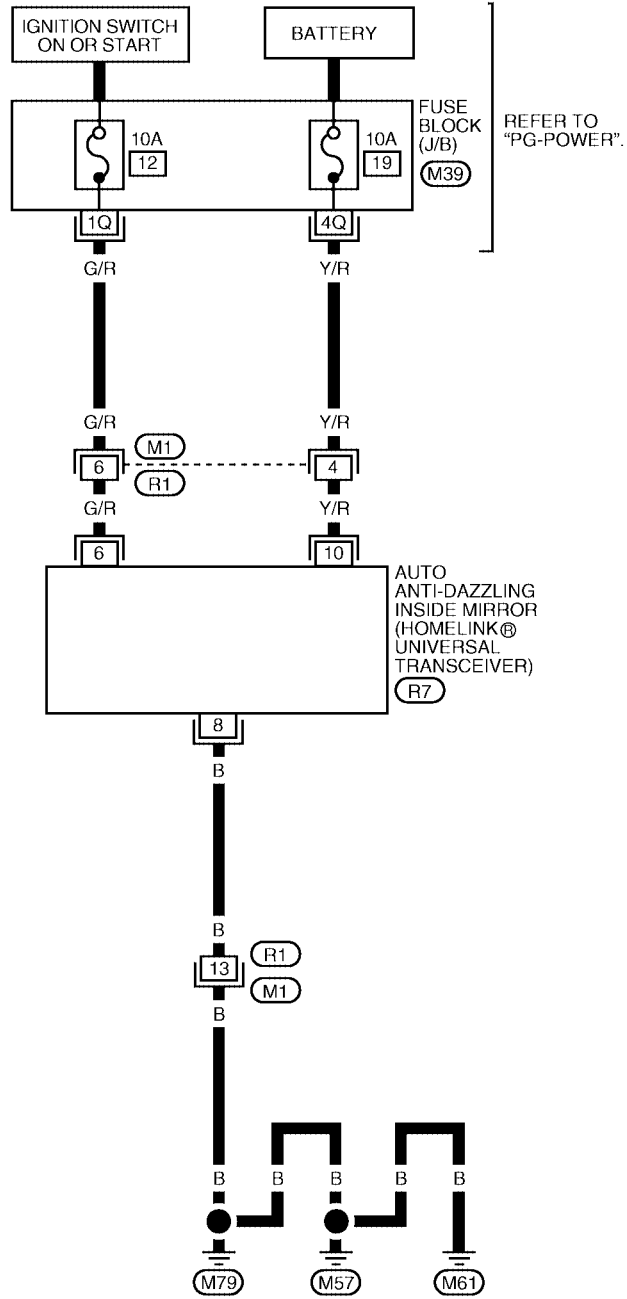 IGNITION SWITCH
ON OR START
BATTERY
FUSE
BLOCK
(J/B)
M39
REFER TO
“PG-POWER”.
10A
12
10A
19
1Q
4Q
G/R
Y/R
G/R
Y/R
6
M1
R1
4
G/R
Y/R
6
10
AUTO
ANTI-DAZZLING
INSIDE MIRROR
(HOMELINK®
UNIVERSAL
TRANSCEIVER)
R7
8
B
B
13
R1
M1
B
B B B B B
M79 M57 M61